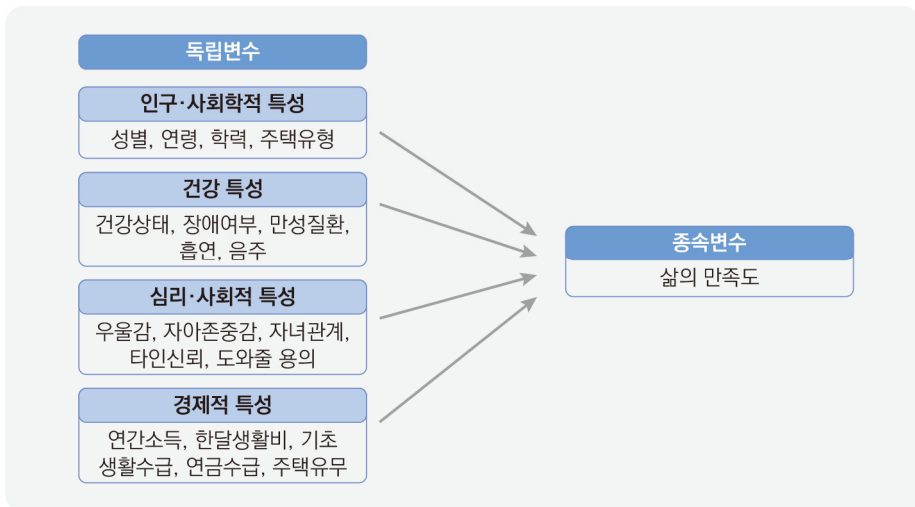 독립변수
인구·사회학적 특성
성별, 연령, 학력, 주택유형
건강 특성
건강상태, 장애여부, 만성질환,
흡연, 음주
심리·사회적 특성
우울감, 자아존중감, 자녀관계,
타인신뢰, 도와줄 용의
경제적 특성
연간소득, 한달생활비, 기초
생활수급, 연금수급, 주택유무
종속변수
삶의 만족도